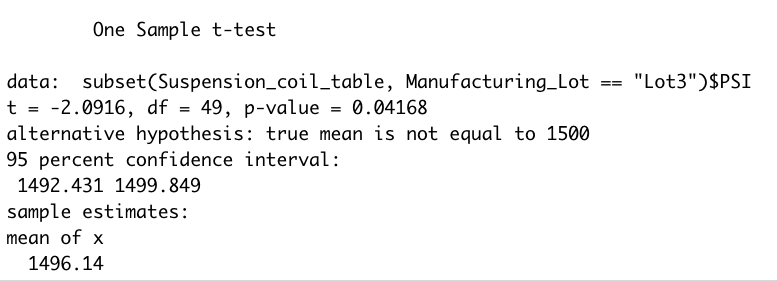 One Sample t-test
data:  subset(Suspension_coil_table, Manufacturing_Lot == "Lot3")$PSI
t = -2.0916, df = 49, p-value = 0.04168
alternative hypothesis: true mean is not equal to 1500
95 percent confidence interval:
 1492.431 1499.849
sample estimates:
mean of x
  1496.14